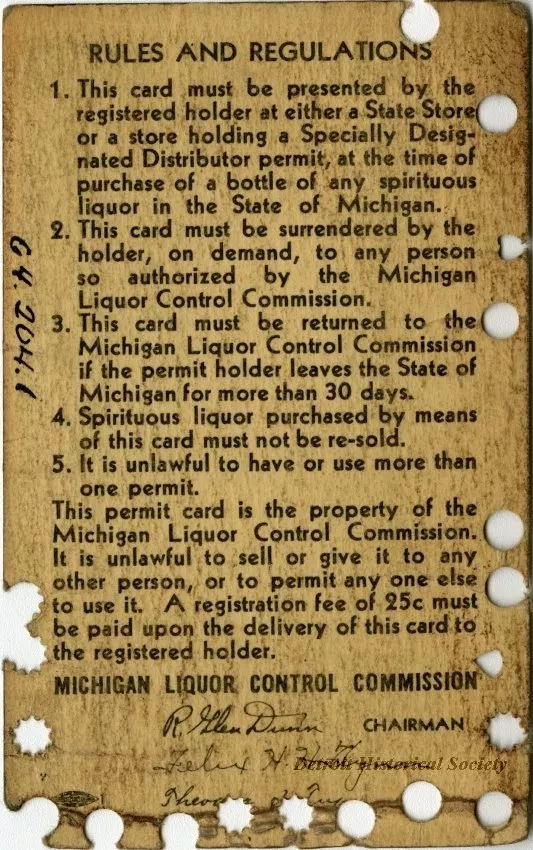 RULES AND REGULATIONS
1. This card must be presented by the
registered holder at either a State Store
or a store holding a Specially Desig-
nated Distributor permit, at the time of
purchase of a bottle of any spirituous
liquor in the State of Michigan.
2. This card must be surrendered by the
holder, on demand, to any person
so authorized by the Michigan
Liquor Control Commission.
3. This card must be returned to the
Michigan Liquor Control Commission
if the permit holder leaves the State of
Michigan for more than 30 days.
4. Spirituous liquor purchased by means
of this card must not be re-sold.
5. It is unlawful to have or use more than
one permit.
This permit card is the property of the
Michigan Liquor Control Commission.
It is unlawful to sell or give it to any
other person, or to permit any one else
to use it. A registration fee of 25c must
be paid upon the delivery of this card to
the registered holder.
MICHIGAN LIQUOR CONTROL COMMISSION
R. Glen Dunn CHAIRMAN
Felix H. H.
Detroit Historical Society
64.204.1